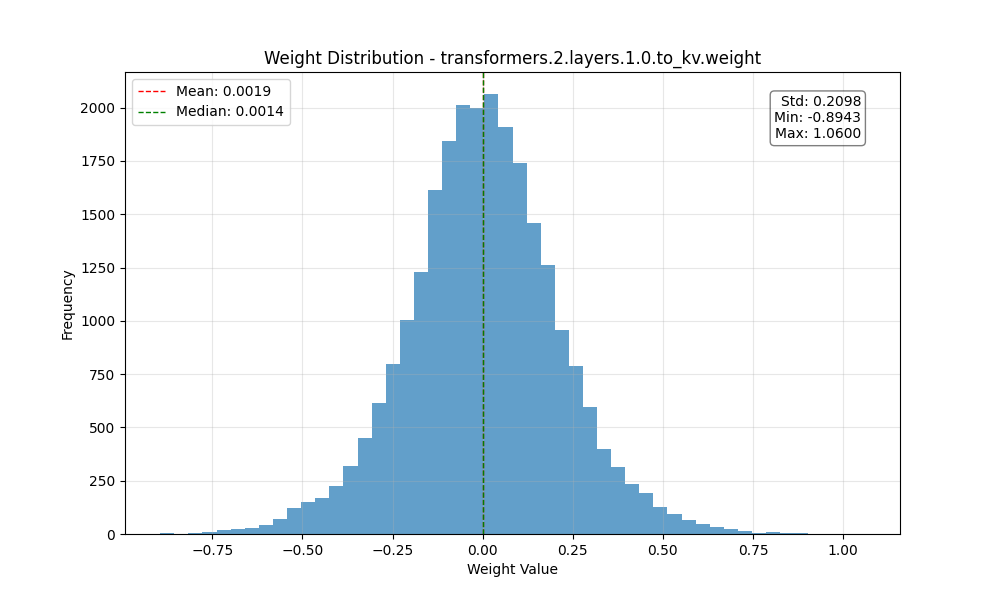 Weight Distribution - transformers.2.layers.1.0.to_kv.weight
Mean: 0.0019
Median: 0.0014
Std: 0.2098
Min: -0.8943
Max: 1.0600
Frequency
2000
1750
1500
1250
1000
750
500
250
0
−0.75 −0.50 −0.25 0.00 0.25 0.50 0.75 1.00
Weight Value